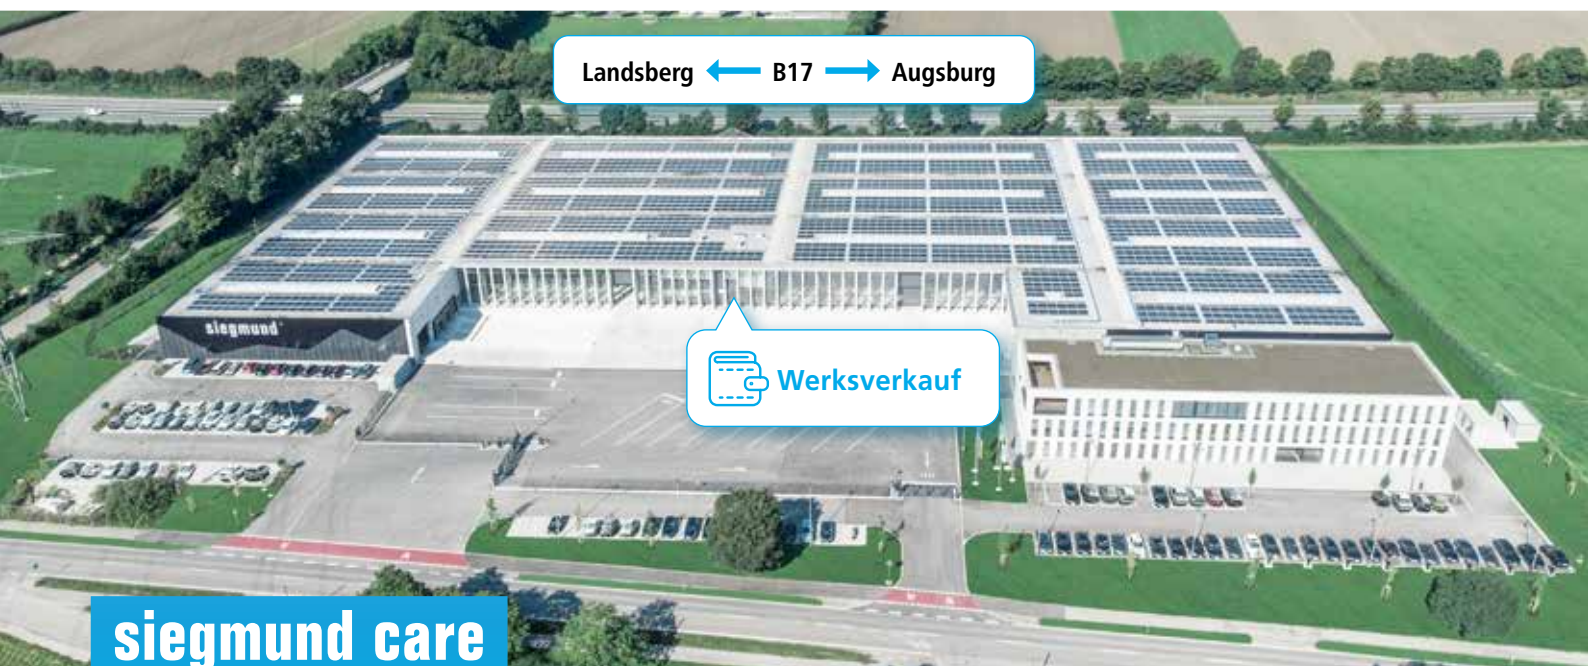 Landsberg ← B17 → Augsburg
siegmund
Werksverkauf
siegmund care